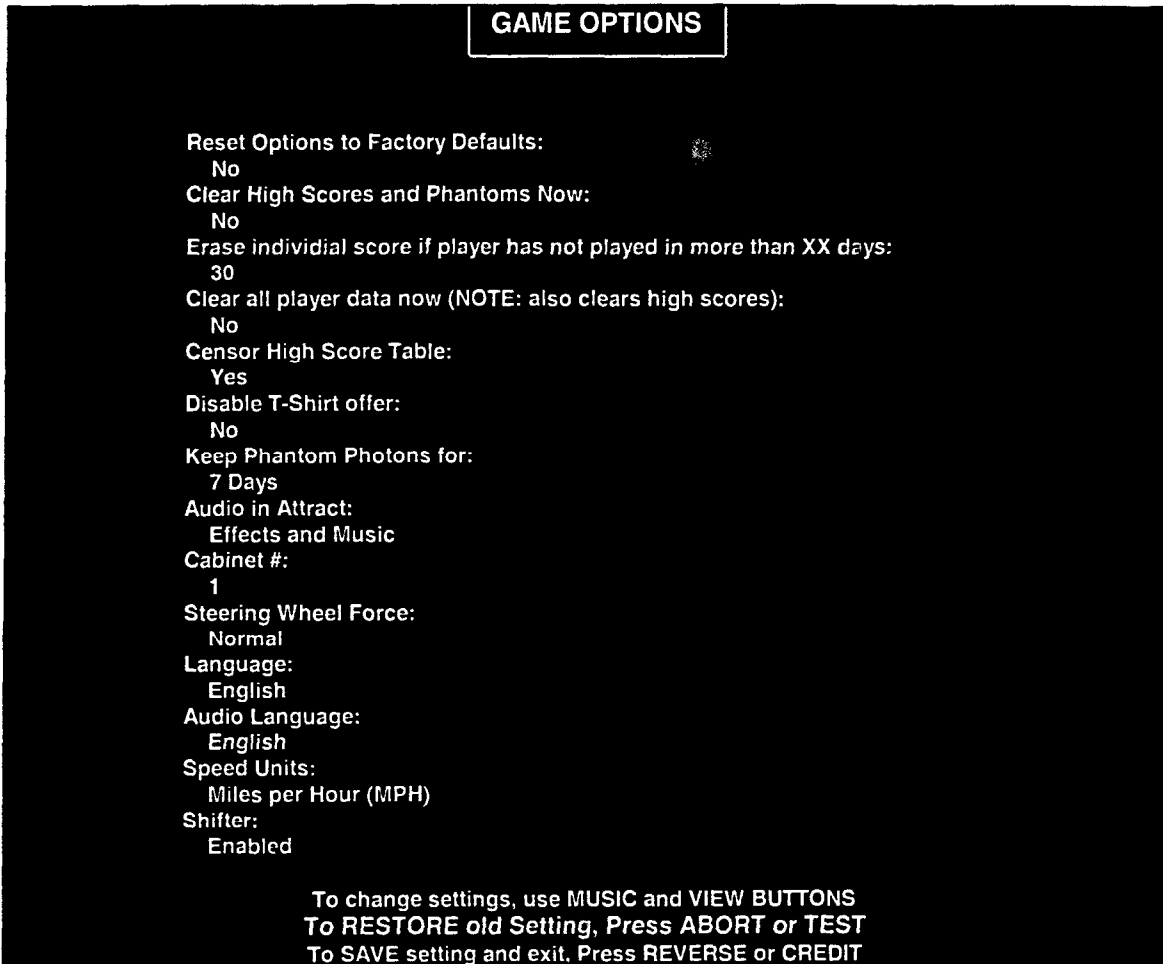 GAME OPTIONS
Reset Options to Factory Defaults:
No
Clear High Scores and Phantoms Now:
No
Erase individial score if player has not played in more than XX days:
30
Clear all player data now (NOTE: also clears high scores):
No
Censor High Score Table:
Yes
Disable T-Shirt offer:
No
Keep Phantom Photons for:
7 Days
Audio in Attract:
Effects and Music
Cabinet #:
1
Steering Wheel Force:
Normal
Language:
English
Audio Language:
English
Speed Units:
Miles per Hour (MPH)
Shifter:
Enabled
To change settings, use MUSIC and VIEW BUTTONS
To RESTORE old Setting, Press ABORT or TEST
To SAVE setting and exit, Press REVERSE or CREDIT